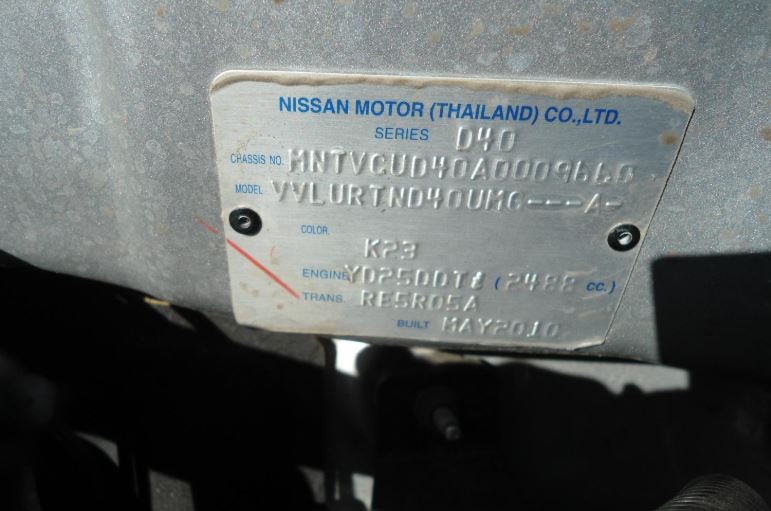 NISSAN MOTOR (THAILAND) CO.,LTD.
SERIES D40
CHASSIS NO. MNTVCUD40A0009660
MODEL VVLURTND40UMG---A-
COLOR.
K23
ENGINE YD25DDTi (2488 cc.)
TRANS. RE5R05A
BUILT MAY2010